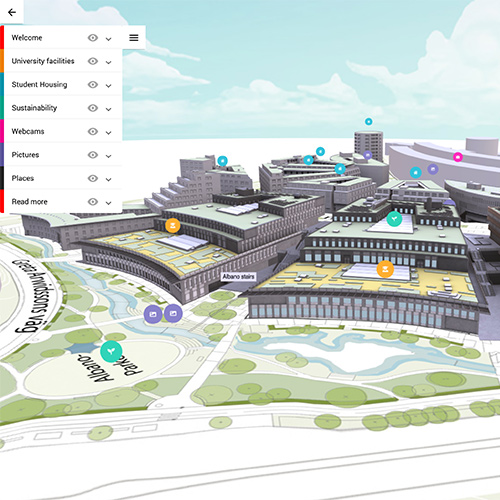 Welcome
University facilities
Student Housing
Sustainability
Webcams
Pictures
Places
Read more
Albano stairs
Greta Arwidssons väg
Albano-
parken